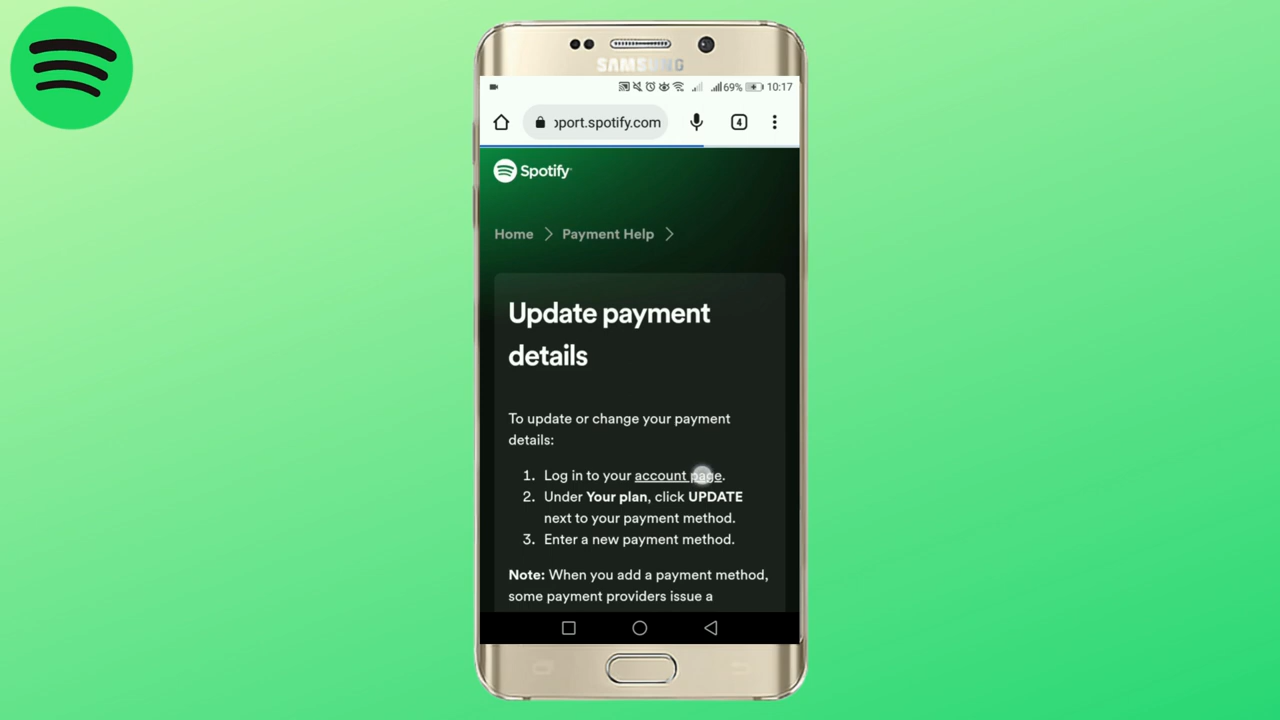 SAMSUNG
69% 10:17
port.spotify.com
4
Spotify
Home
Payment Help
Update payment
details
To update or change your payment
details:
1. Log in to your account page.
2. Under Your plan, click UPDATE
next to your payment method.
3. Enter a new payment method.
Note: When you add a payment method,
some payment providers issue a